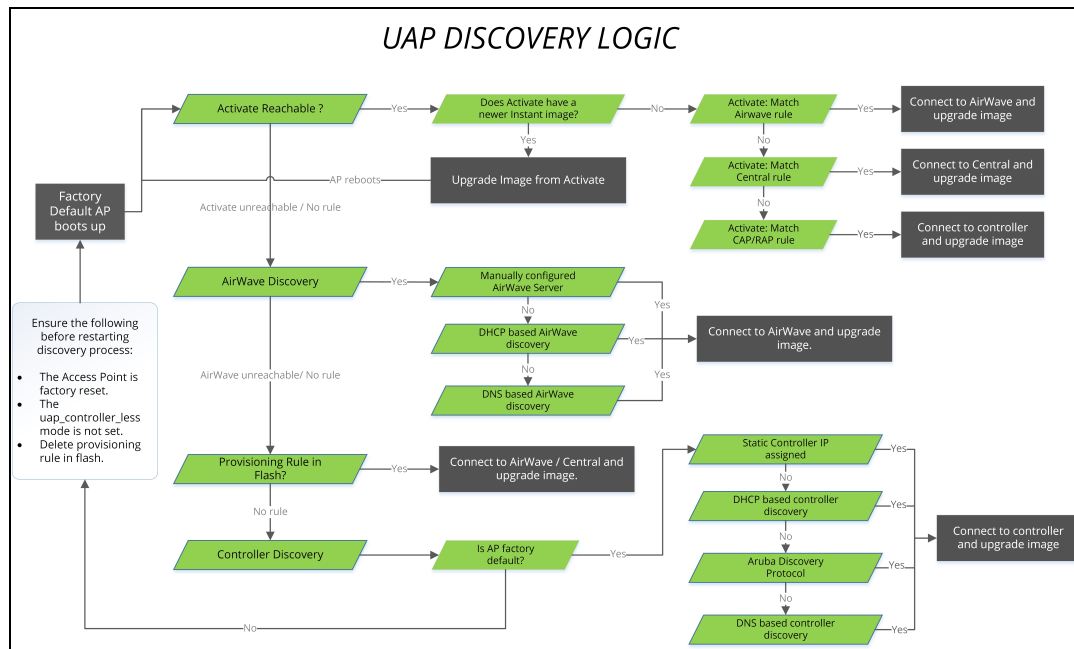 UAP DISCOVERY LOGIC
Activate Reachable ?
Yes
Does Activate have a
newer Instant image?
No
Activate: Match
Airwave rule
Yes
Connect to AirWave and
upgrade image
Yes
No
AP reboots
Upgrade Image from Activate
Activate: Match
Central rule
Yes
Connect to Central and
upgrade image
Factory
Default AP
boots up
Activate unreachable / No rule
No
Activate: Match
CAP/RAP rule
Yes
Connect to controller
and upgrade image
AirWave Discovery
Yes
Manually configured
AirWave Server
Yes
No
DHCP based AirWave
discovery
Yes
Connect to AirWave and upgrade
image.
No
Yes
DNS based AirWave
discovery
AirWave unreachable/ No rule
Ensure the following
before restarting
discovery process:
• The Access Point is
factory reset.
• The
uap_controller_less
mode is not set.
• Delete provisioning
rule in flash.
Provisioning Rule in
Flash?
Yes
Connect to AirWave / Central and
upgrade image.
No rule
Controller Discovery
Is AP factory
default?
Yes
No
Static Controller IP
assigned
Yes
No
DHCP based controller
discovery
Yes
No
Aruba Discovery
Protocol
Yes
No
DNS based controller
discovery
Yes
Connect to controller
and upgrade image